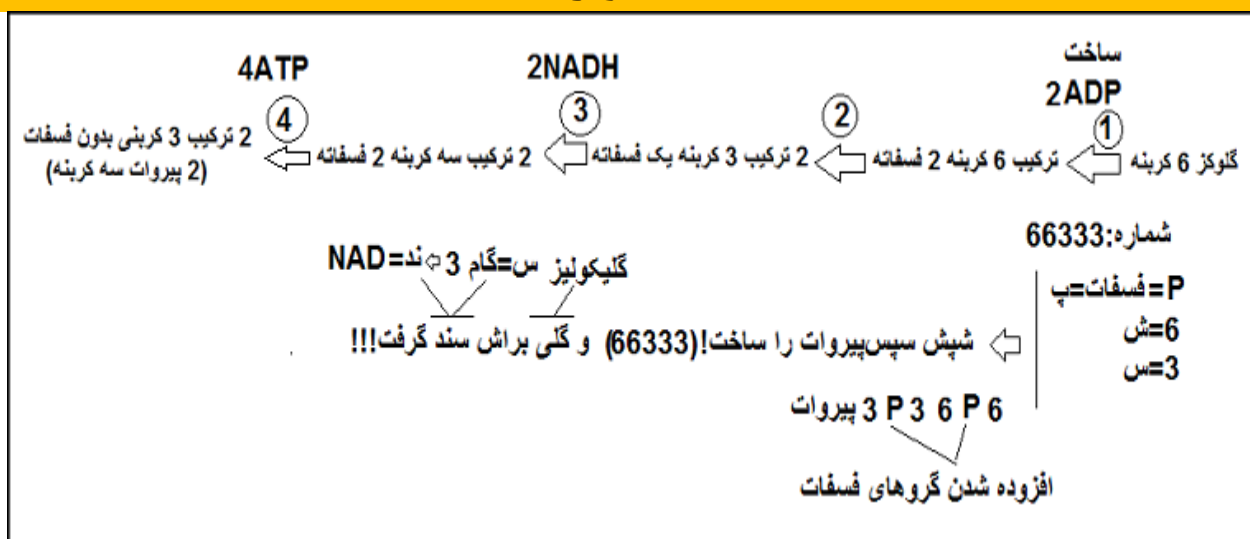 ساخت
2ADP
2NADH
4ATP
گلوکز 6 کربنه ① ترکیب 6 کربنه 2 فسفاته ② 2 ترکیب 3 کربنه یک فسفاته ③ 2 ترکیب سه کربنه 2 فسفاته ④ 2 ترکیب 3 کربنی بدون فسفات
(2 پیروات سه کربنه)
شماره:66333
P=فسفات=پ
6=ش
3=س
گلیکولیز س=گام 3⇦ند=NAD
شپش سپس‌پیروات را ساخت!(66333) و گلی براش سند گرفت!!!
6 P 6 3 P 3 پیروات
افزوده شدن گروهای فسفات